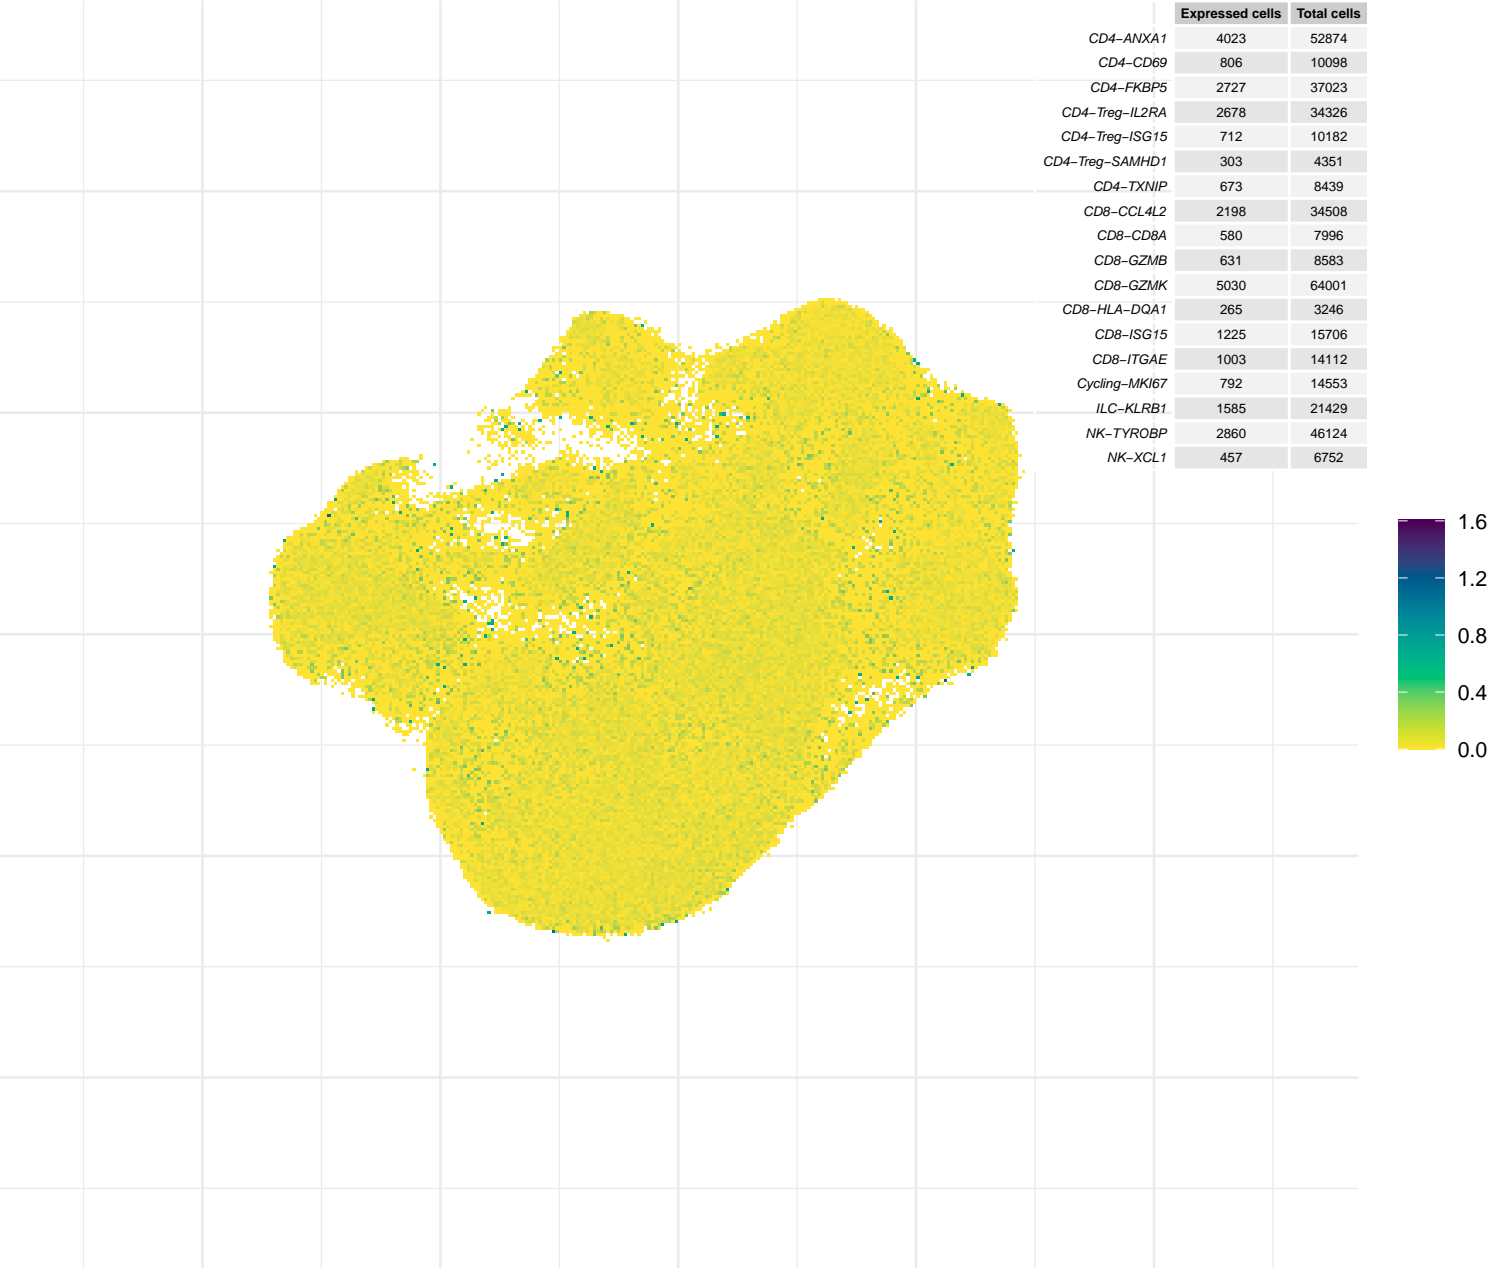 Expressed cells Total cells
CD4−ANXA1 4023 52874
CD4−CD69 806 10098
CD4−FKBP5 2727 37023
CD4−Treg−IL2RA 2678 34326
CD4−Treg−ISG15 712 10182
CD4−Treg−SAMHD1 303 4351
CD4−TXNIP 673 8439
CD8−CCL4L2 2198 34508
CD8−CD8A 580 7996
CD8−GZMB 631 8583
CD8−GZMK 5030 64001
CD8−HLA−DQA1 265 3246
CD8−ISG15 1225 15706
CD8−ITGAE 1003 14112
Cycling−MKI67 792 14553
ILC−KLRB1 1585 21429
NK−TYROBP 2860 46124
NK−XCL1 457 6752
1.6
1.2
0.8
0.4
0.0